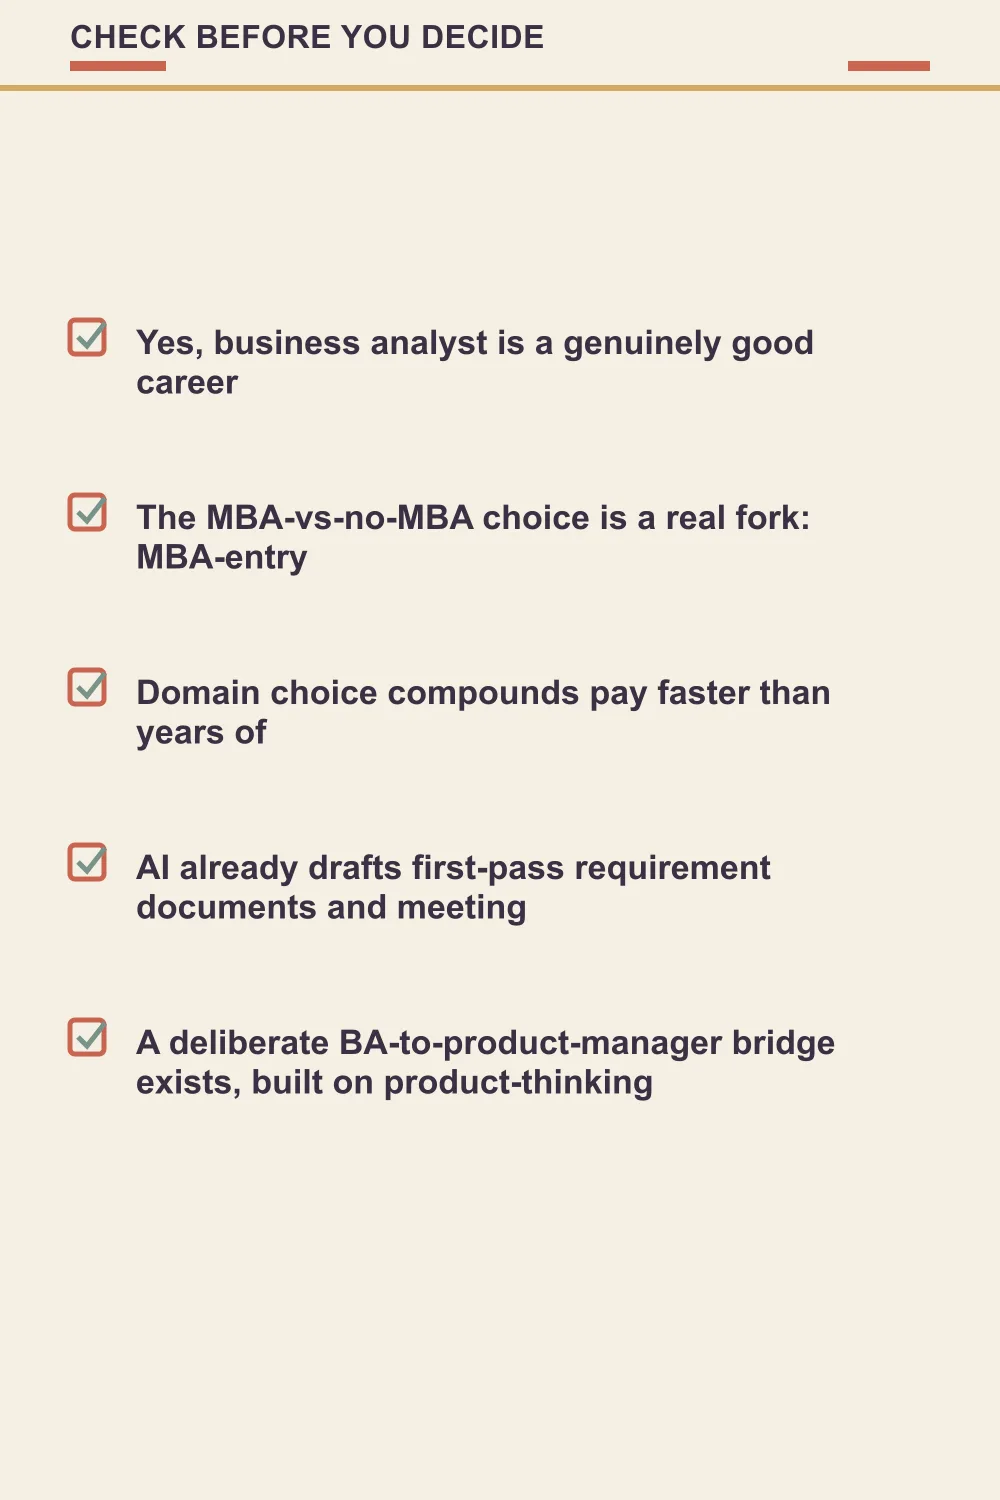 CHECK BEFORE YOU DECIDE
Yes, business analyst is a genuinely good
career
The MBA-vs-no-MBA choice is a real fork:
MBA-entry
Domain choice compounds pay faster than
years of
AI already drafts first-pass requirement
documents and meeting
A deliberate BA-to-product-manager bridge
exists, built on product-thinking